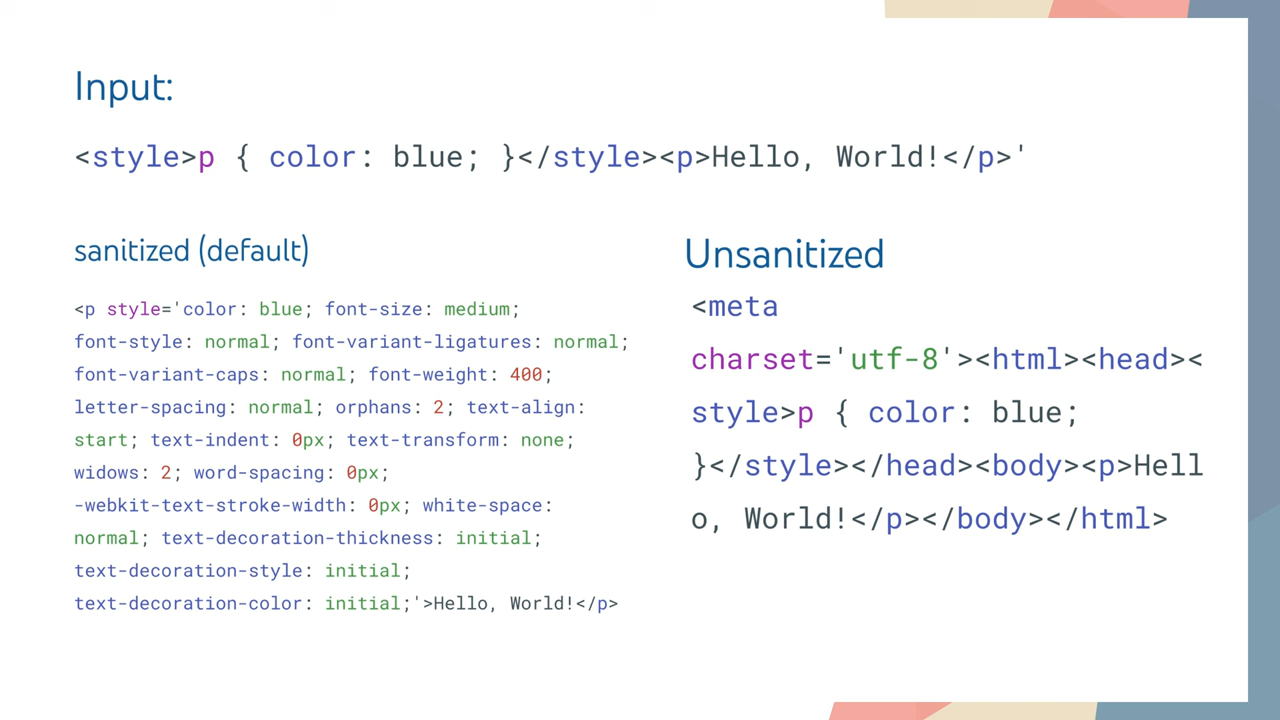 Input:
<style>p { color: blue; }</style><p>Hello, World!</p>'
sanitized (default)
<p style='color: blue; font-size: medium;
font-style: normal; font-variant-ligatures: normal;
font-variant-caps: normal; font-weight: 400;
letter-spacing: normal; orphans: 2; text-align:
start; text-indent: 0px; text-transform: none;
widows: 2; word-spacing: 0px;
-webkit-text-stroke-width: 0px; white-space:
normal; text-decoration-thickness: initial;
text-decoration-style: initial;
text-decoration-color: initial;'>Hello, World!</p>
Unsanitized
<meta
charset='utf-8'><html><head><
style>p { color: blue;
}</style></head><body><p>Hell
o, World!</p></body></html>